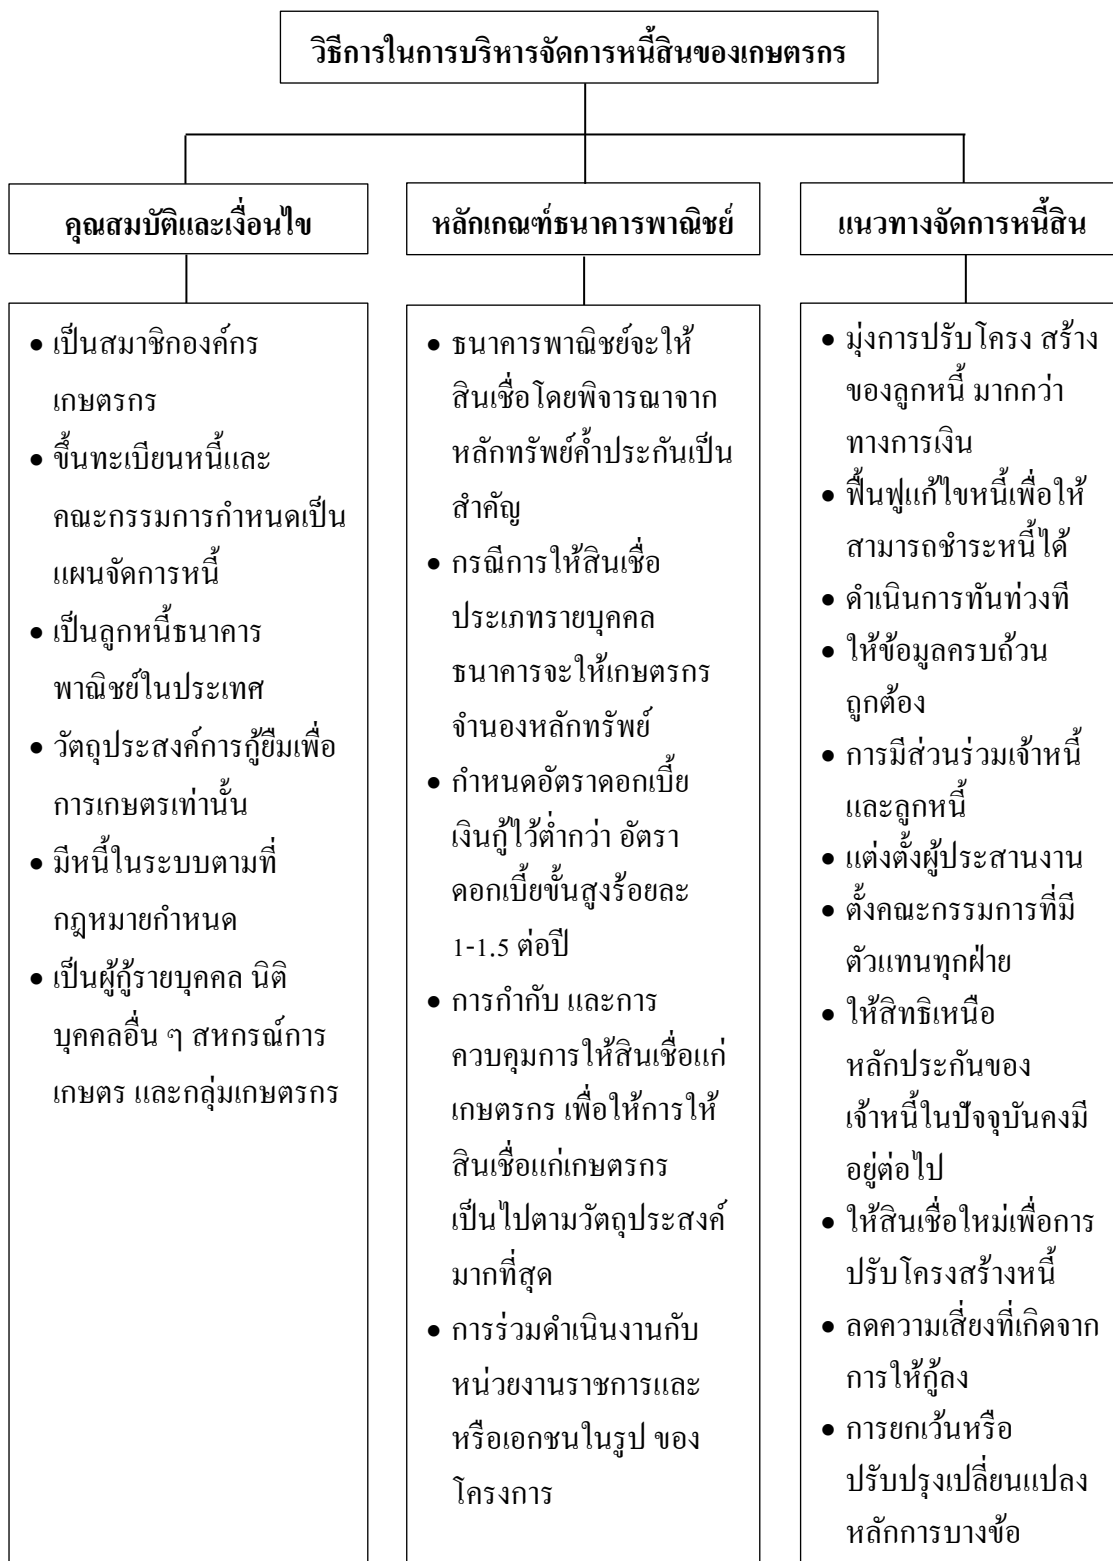 วิธีการในการบริหารจัดการหนี้สินของเกษตรกร
คุณสมบัติและเงื่อนไข
• เป็นสมาชิกองค์กร
เกษตรกร
• ขึ้นทะเบียนหนี้และ
คณะกรรมการกำหนดเป็น
แผนจัดการหนี้
• เป็นลูกหนี้ธนาคาร
พาณิชย์ในประเทศ
• วัตถุประสงค์การกู้ยืมเพื่อ
การเกษตรเท่านั้น
• มีหนี้ในระบบตามที่
กฎหมายกำหนด
• เป็นผู้กู้รายบุคคล นิติ
บุคคลอื่น ๆ สหกรณ์การ
เกษตร และกลุ่มเกษตรกร
หลักเกณฑ์ธนาคารพาณิชย์
• ธนาคารพาณิชย์จะให้
สินเชื่อโดยพิจารณาจาก
หลักทรัพย์ค้ำประกันเป็น
สำคัญ
• กรณีการให้สินเชื่อ
ประเภทรายบุคคล
ธนาคารจะให้เกษตรกร
จำนองหลักทรัพย์
• กำหนดอัตราดอกเบี้ย
เงินกู้ไว้ต่ำกว่า อัตรา
ดอกเบี้ยขั้นสูงร้อยละ
1-1.5 ต่อปี
• การกำกับ และการ
ควบคุมการให้สินเชื่อแก่
เกษตรกร เพื่อให้การให้
สินเชื่อแก่เกษตรกร
เป็นไปตามวัตถุประสงค์
มากที่สุด
• การร่วมดำเนินงานกับ
หน่วยงานราชการและ
หรือเอกชนในรูป ของ
โครงการ
แนวทางจัดการหนี้สิน
• มุ่งการปรับโครง สร้าง
ของลูกหนี้ มากกว่า
ทางการเงิน
• ฟื้นฟูแก้ไขหนี้เพื่อให้
สามารถชำระหนี้ได้
• ดำเนินการทันท่วงที
• ให้ข้อมูลครบถ้วน
ถูกต้อง
• การมีส่วนร่วมเจ้าหนี้
และลูกหนี้
• แต่งตั้งผู้ประสานงาน
• ตั้งคณะกรรมการที่มี
ตัวแทนทุกฝ่าย
• ให้สิทธิเหนือ
หลักประกันของ
เจ้าหนี้ในปัจจุบันคงมี
อยู่ต่อไป
• ให้สินเชื่อใหม่เพื่อการ
ปรับโครงสร้างหนี้
• ลดความเสี่ยงที่เกิดจาก
การให้กู้ลง
• การยกเว้นหรือ
ปรับปรุงเปลี่ยนแปลง
หลักการบางข้อ